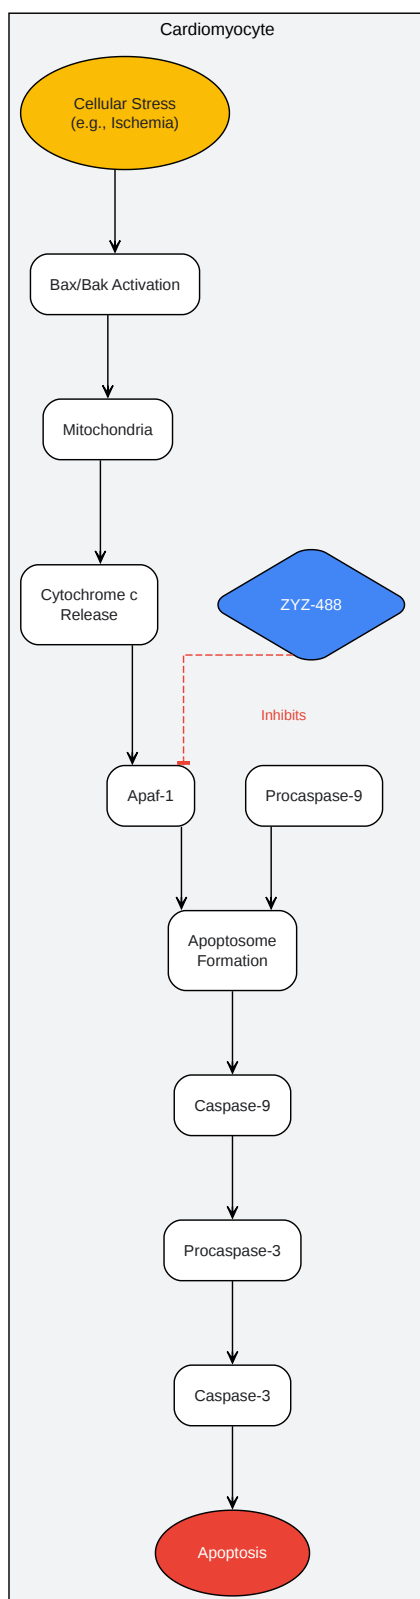 Cardiomyocyte
Cellular Stress
(e.g., Ischemia)
Bax/Bak Activation
Mitochondria
Cytochrome c
Release
ZYZ-488
Inhibits
Apaf-1
Procaspase-9
Apoptosome
Formation
Caspase-9
Procaspase-3
Caspase-3
Apoptosis